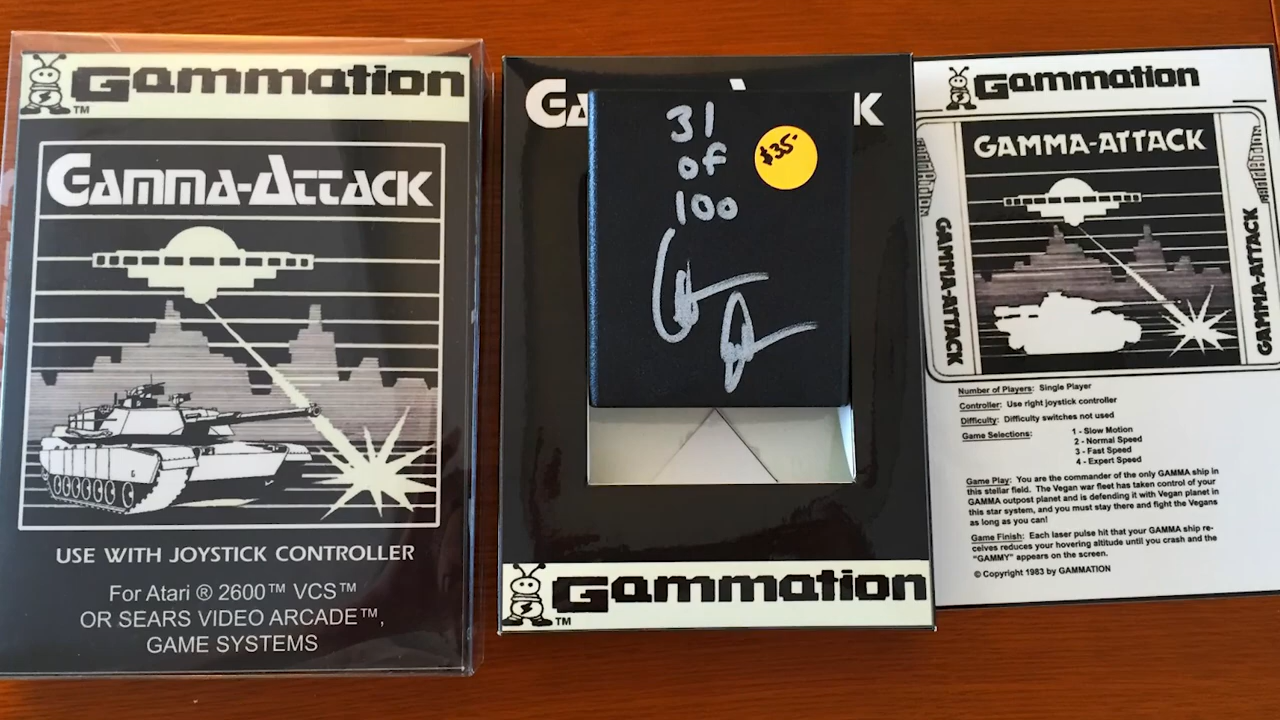 Gammation
TM
GAMMA-ATTACK
USE WITH JOYSTICK CONTROLLER
For Atari ® 2600™ VCS™
OR SEARS VIDEO ARCADE™,
GAME SYSTEMS
31
of
100
$35.
Gammation
TM
Gammation
GAMMA-ATTACK
GAMMA-ATTACK
GAMMA-ATTACK
Number of Players: Single Player
Controller: Use right joystick controller
Difficulty: Difficulty switches not used
Game Selections: 1 - Slow Motion
2 - Normal Speed
3 - Fast Speed
4 - Expert Speed
Game Play: You are the commander of the only GAMMA ship in
this stellar field. The Vegan war fleet has taken control of your
GAMMA outpost planet and is defending it with Vegan planet in
this star system, and you must stay there and fight the Vegans
as long as you can!
Game Finish: Each laser pulse hit that your GAMMA ship re-
ceives reduces your hovering altitude until you crash and the
"GAMMY" appears on the screen.
© Copyright 1983 by GAMMATION